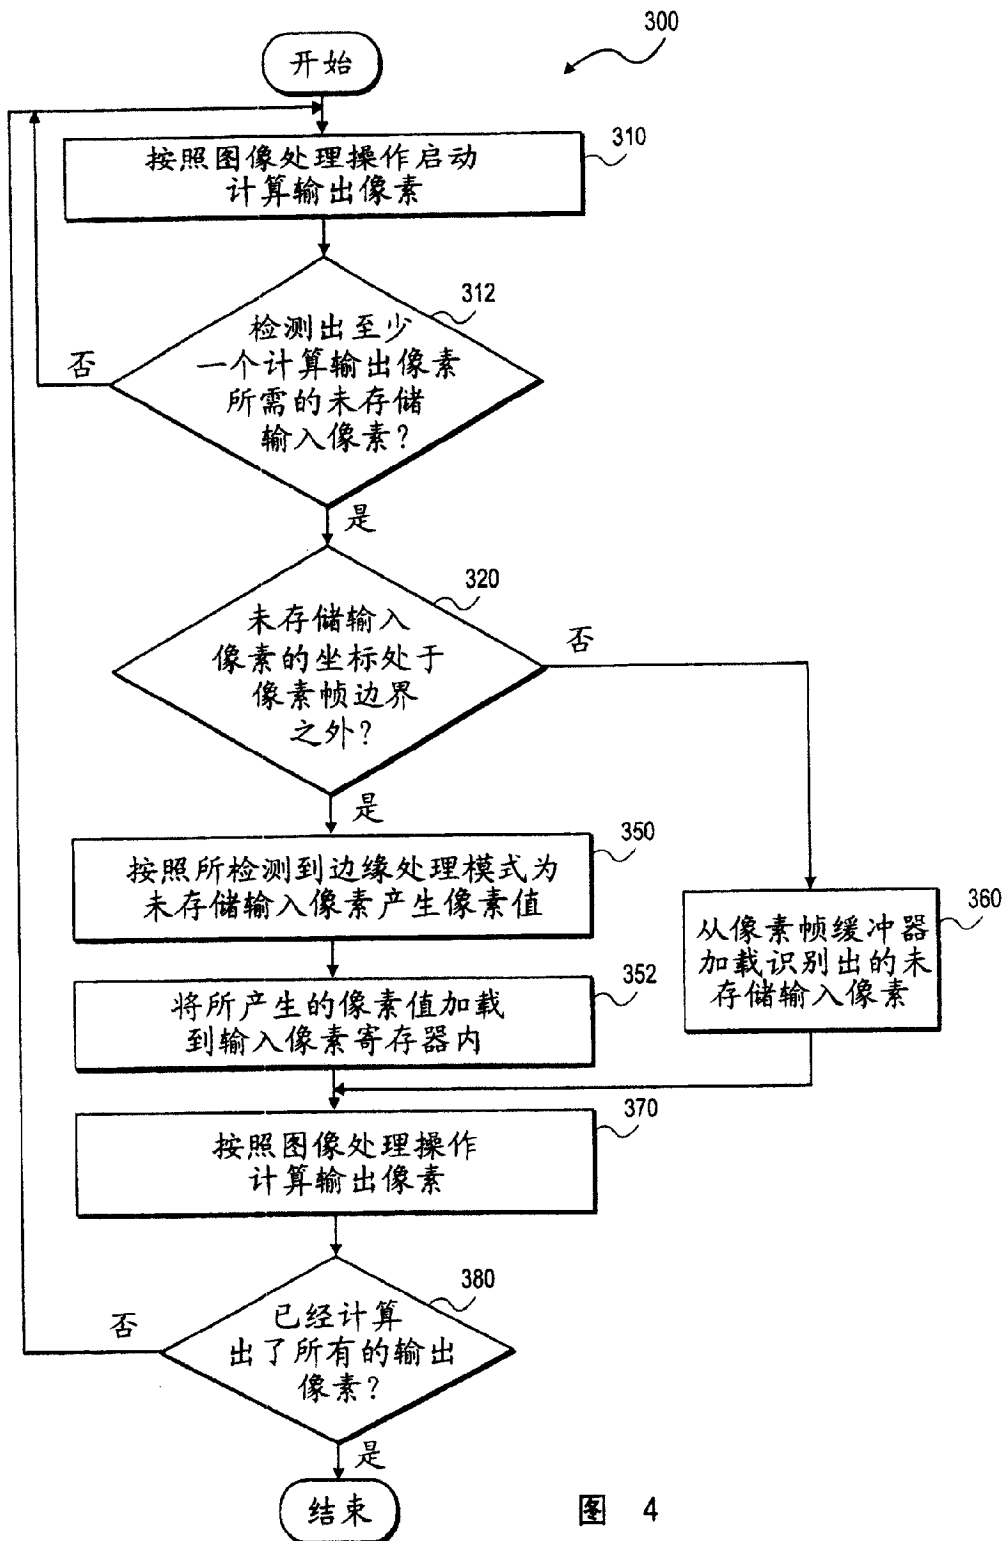 300
开始
310
按照图像处理操作启动
计算输出像素
312
检测出至少
一个计算输出像素
所需的未存储
输入像素?
否
是
320
未存储输入
像素的坐标处于
像素帧边界
之外?
否
是
350
按照所检测到边缘处理模式为
未存储输入像素产生像素值
360
从像素帧缓冲器
加载识别出的未
存储输入像素
352
将所产生的像素值加载
到输入像素寄存器内
370
按照图像处理操作
计算输出像素
380
已经计算
出了所有的输出
像素?
否
是
结束
图 4